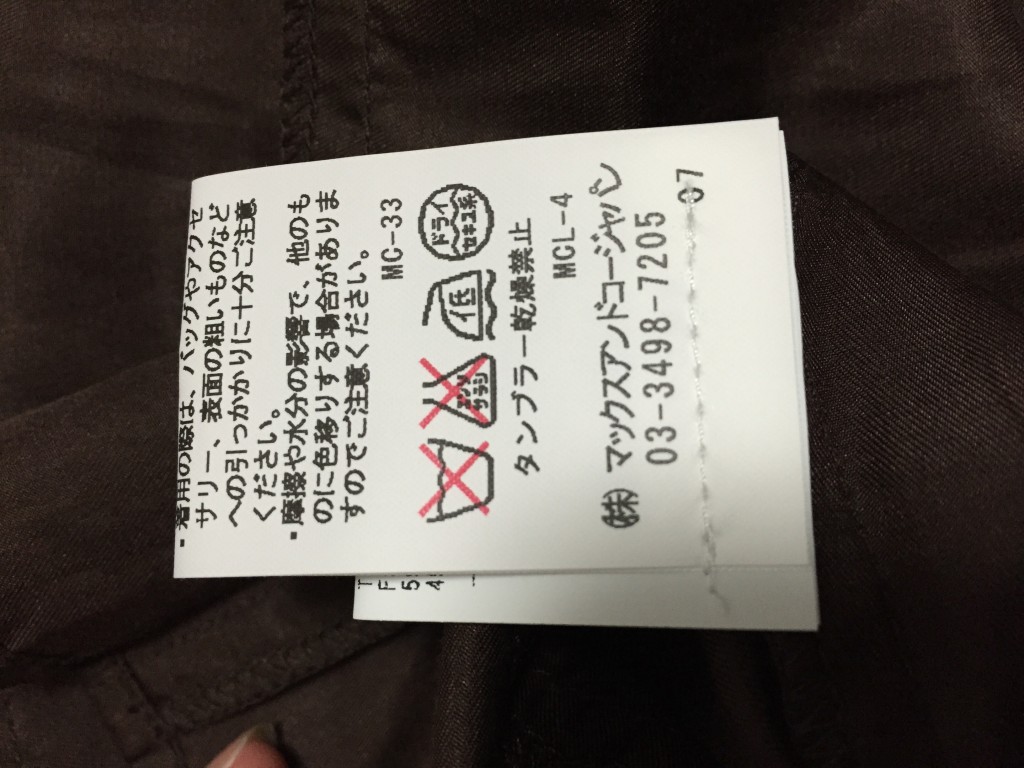 ・着用の際は、バッグやアクセ
サリー、表面の粗いものなど
への引っかかりに十分ご注意
ください。
・摩擦や水分の影響で、他のも
のに色移りする場合がありま
すのでご注意ください。
MC-33
エンソ
サラシ
低
ドライ
セキユ系
タンブラー乾燥禁止
MCL-4
㈱ マックスアンドコージャパン
03-3498-7205
07